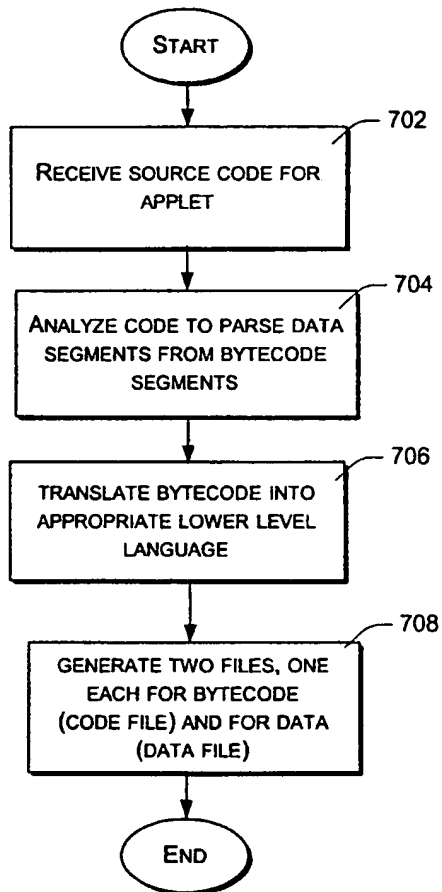 START
702
RECEIVE SOURCE CODE FOR
APPLET
704
ANALYZE CODE TO PARSE DATA
SEGMENTS FROM BYTECODE
SEGMENTS
706
TRANSLATE BYTECODE INTO
APPROPRIATE LOWER LEVEL
LANGUAGE
708
GENERATE TWO FILES, ONE
EACH FOR BYTECODE
(CODE FILE) AND FOR DATA
(DATA FILE)
END